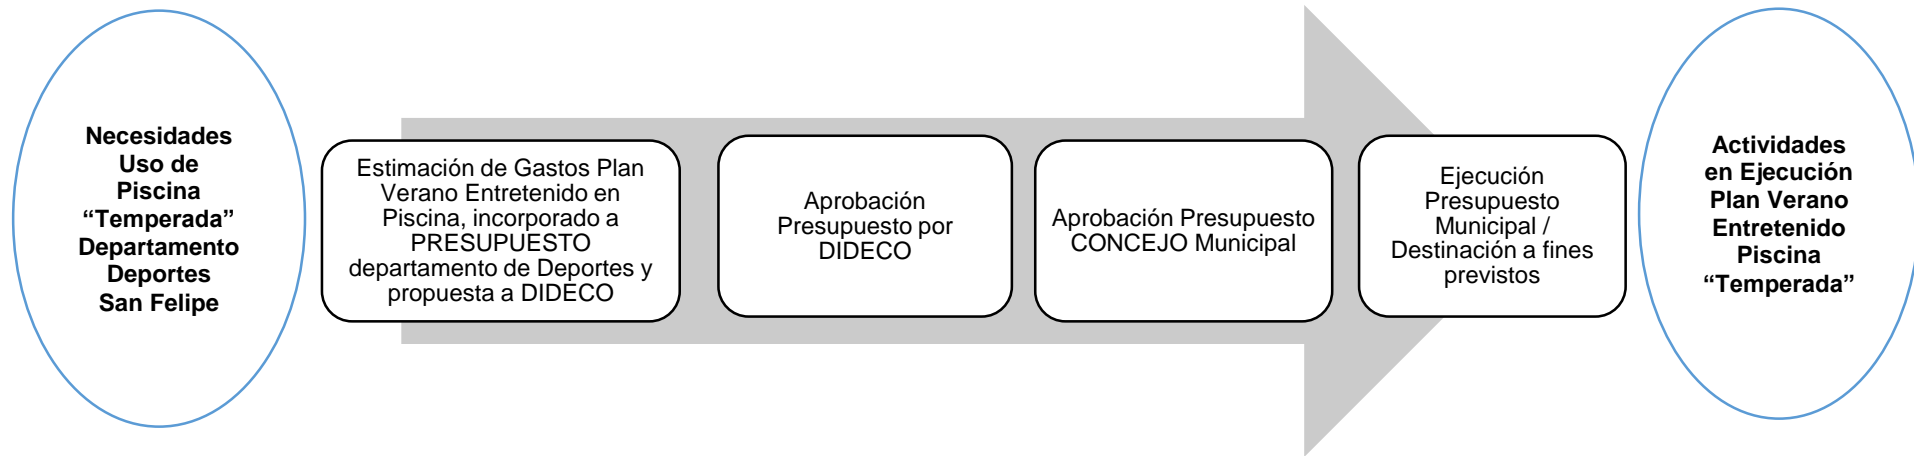 Necesidades
Uso de
Piscina
“Temperada”
Departamento
Deportes
San Felipe
Estimación de Gastos Plan
Verano Entretenido en
Piscina, incorporado a
PRESUPUESTO
departamento de Deportes y
propuesta a DIDECO
Aprobación
Presupuesto por
DIDECO
Aprobación Presupuesto
CONCEJO Municipal
Ejecución
Presupuesto
Municipal /
Destinación a fines
previstos
Actividades
en Ejecución
Plan Verano
Entretenido
Piscina
“Temperada”